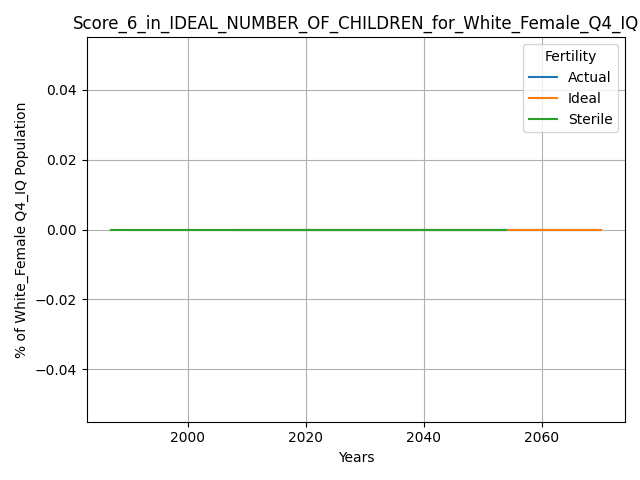 Score_6_in_IDEAL_NUMBER_OF_CHILDREN_for_White_Female_Q4_IQ
Fertility
Actual
Ideal
Sterile
0.04
0.02
0.00
−0.02
−0.04
% of White_Female Q4_IQ Population
2000
2020
2040
2060
Years